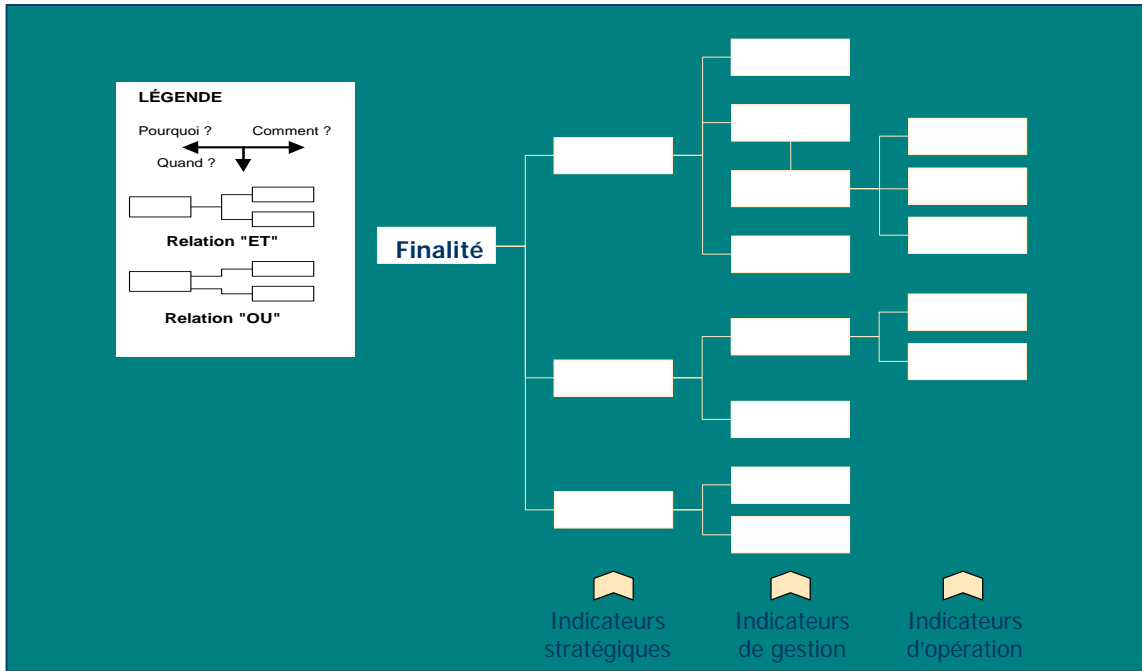 LÉGENDE
Pourquoi ? Comment ?
Quand ?
Relation "ET"
Relation "OU"
Finalité
Indicateurs
stratégiques
Indicateurs
de gestion
Indicateurs
d'opération